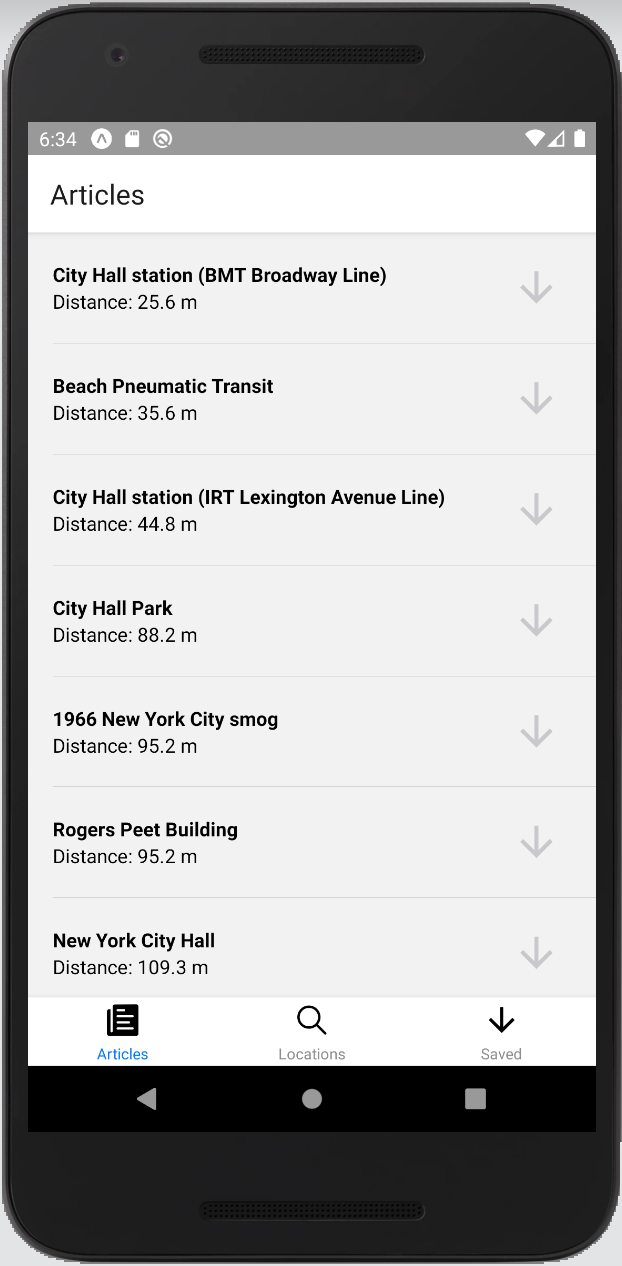 6:34
Articles
City Hall station (BMT Broadway Line)
Distance: 25.6 m
Beach Pneumatic Transit
Distance: 35.6 m
City Hall station (IRT Lexington Avenue Line)
Distance: 44.8 m
City Hall Park
Distance: 88.2 m
1966 New York City smog
Distance: 95.2 m
Rogers Peet Building
Distance: 95.2 m
New York City Hall
Distance: 109.3 m
Articles
Locations
Saved